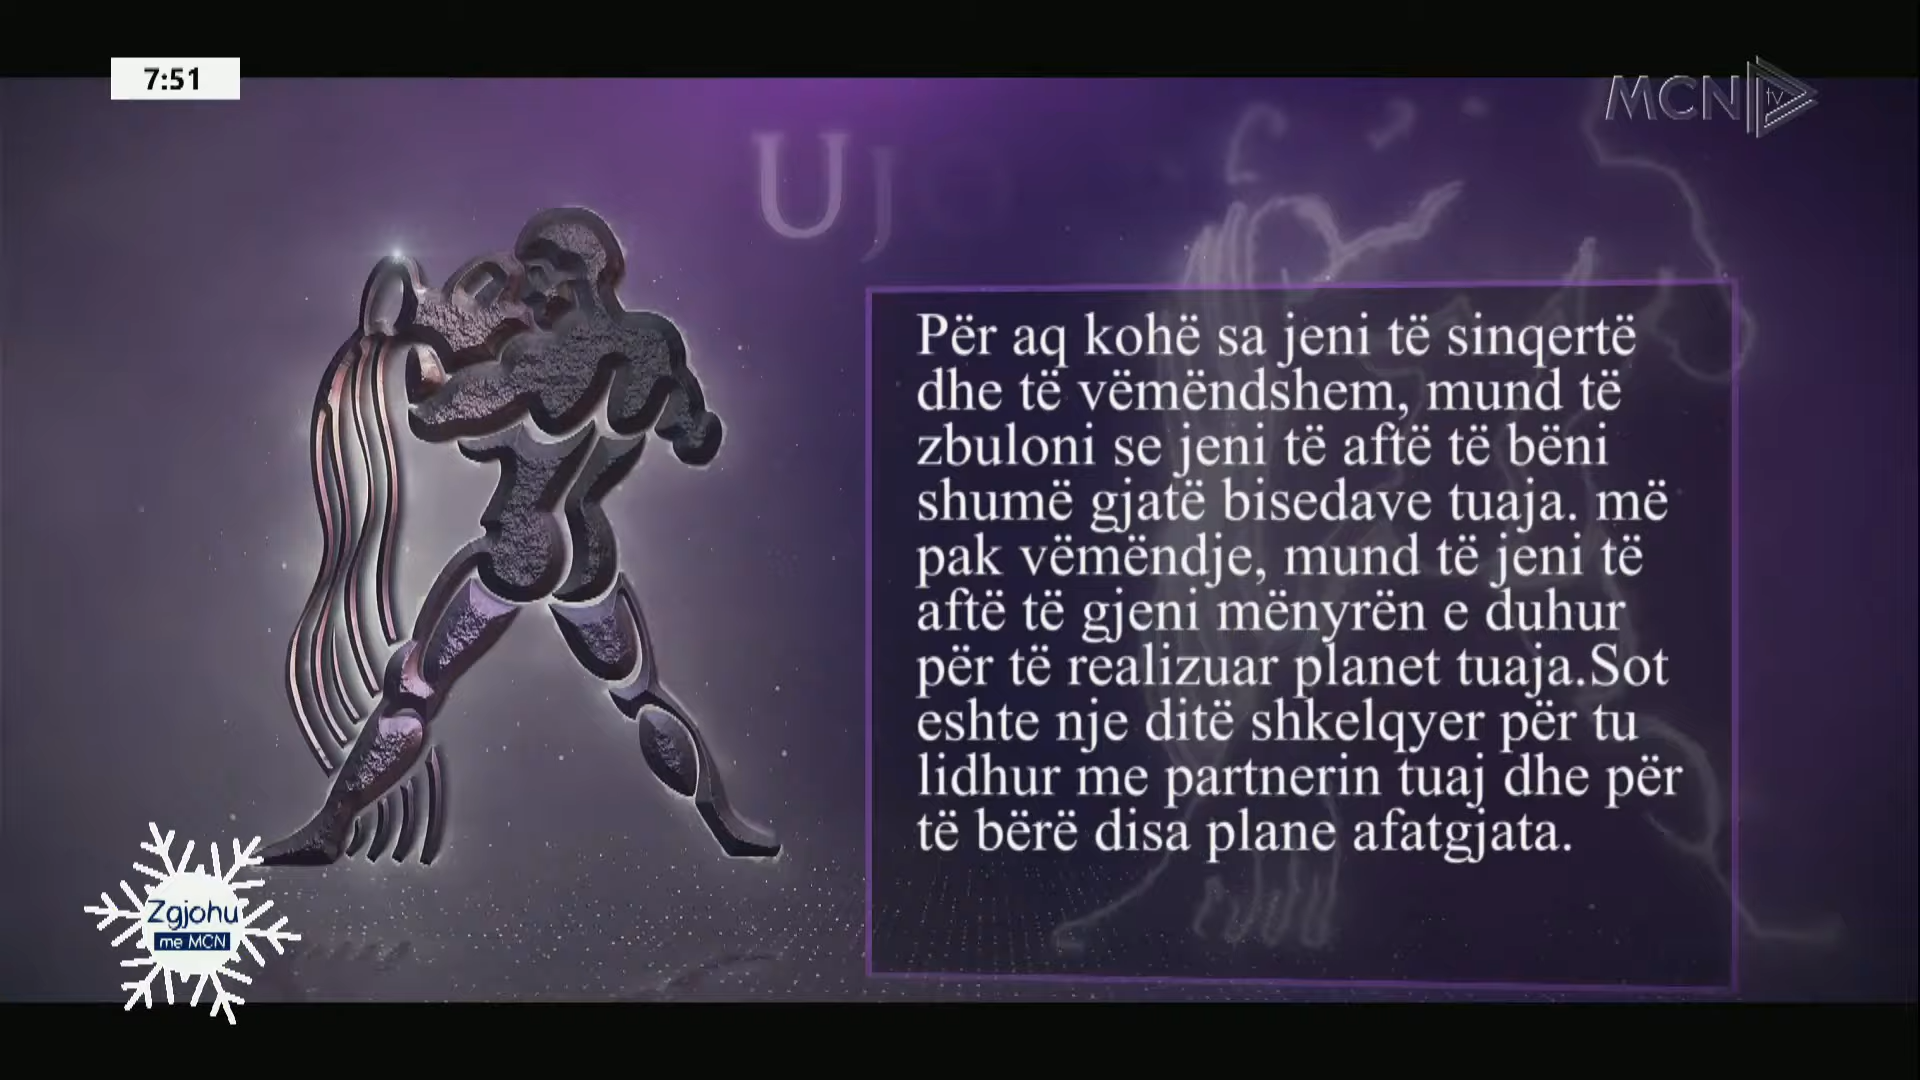 7:51
MCN tv
UJO
Për aq kohë sa jeni të sinqertë
dhe të vëmëndshem, mund të
zbuloni se jeni të aftë të bëni
shumë gjatë bisedave tuaja. më
pak vëmëndje, mund të jeni të
aftë të gjeni mënyrën e duhur
për të realizuar planet tuaja.Sot
eshte nje ditë shkelqyer për tu
lidhur me partnerin tuaj dhe për
të bërë disa plane afatgjata.
Zgjohu
me MCN